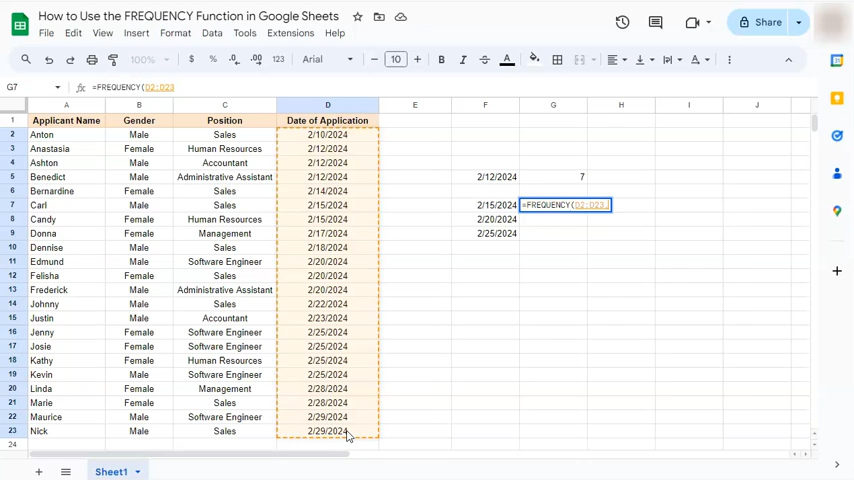 How to Use the FREQUENCY Function in Google Sheets
Share
File Edit View Insert Format Data Tools Extensions Help
100% $ % .0 .00 123 Arial − 10 + B I S A
G7 fx =FREQUENCY(D2:D23
A B C D E F G H I J
1 Applicant Name Gender Position Date of Application
2 Anton Male Sales 2/10/2024
3 Anastasia Female Human Resources 2/12/2024
4 Ashton Male Accountant 2/12/2024
5 Benedict Male Administrative Assistant 2/12/2024 2/12/2024 7
6 Bernardine Female Sales 2/14/2024
7 Carl Male Sales 2/15/2024 2/15/2024 =FREQUENCY(D2:D23,
8 Candy Female Human Resources 2/15/2024 2/20/2024
9 Donna Female Management 2/17/2024 2/25/2024
10 Dennise Male Sales 2/18/2024
11 Edmund Male Software Engineer 2/20/2024
12 Felisha Female Sales 2/20/2024
13 Frederick Male Administrative Assistant 2/20/2024
14 Johnny Male Sales 2/22/2024
15 Justin Male Accountant 2/23/2024
16 Jenny Female Software Engineer 2/25/2024
17 Josie Female Software Engineer 2/25/2024
18 Kathy Female Human Resources 2/25/2024
19 Kevin Male Software Engineer 2/25/2024
20 Linda Female Management 2/28/2024
21 Marie Female Sales 2/28/2024
22 Maurice Male Software Engineer 2/29/2024
23 Nick Male Sales 2/29/2024
24
+ Sheet1